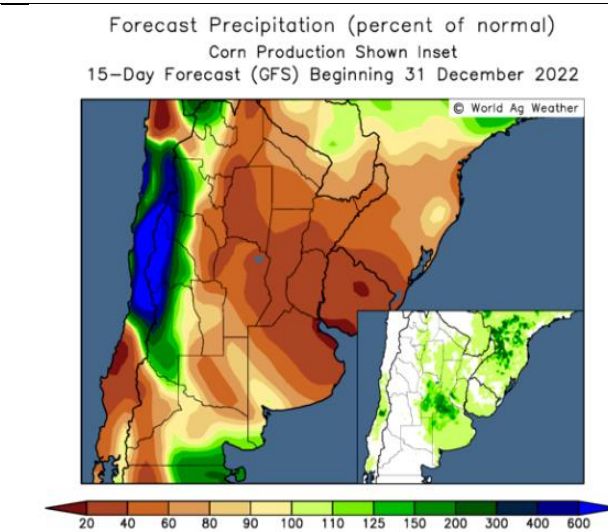 Forecast Precipitation (percent of normal)
Corn Production Shown Inset
15-Day Forecast (GFS) Beginning 31 December 2022
© World Ag Weather
20 40 60 80 90 100 110 125 150 200 300 400 600